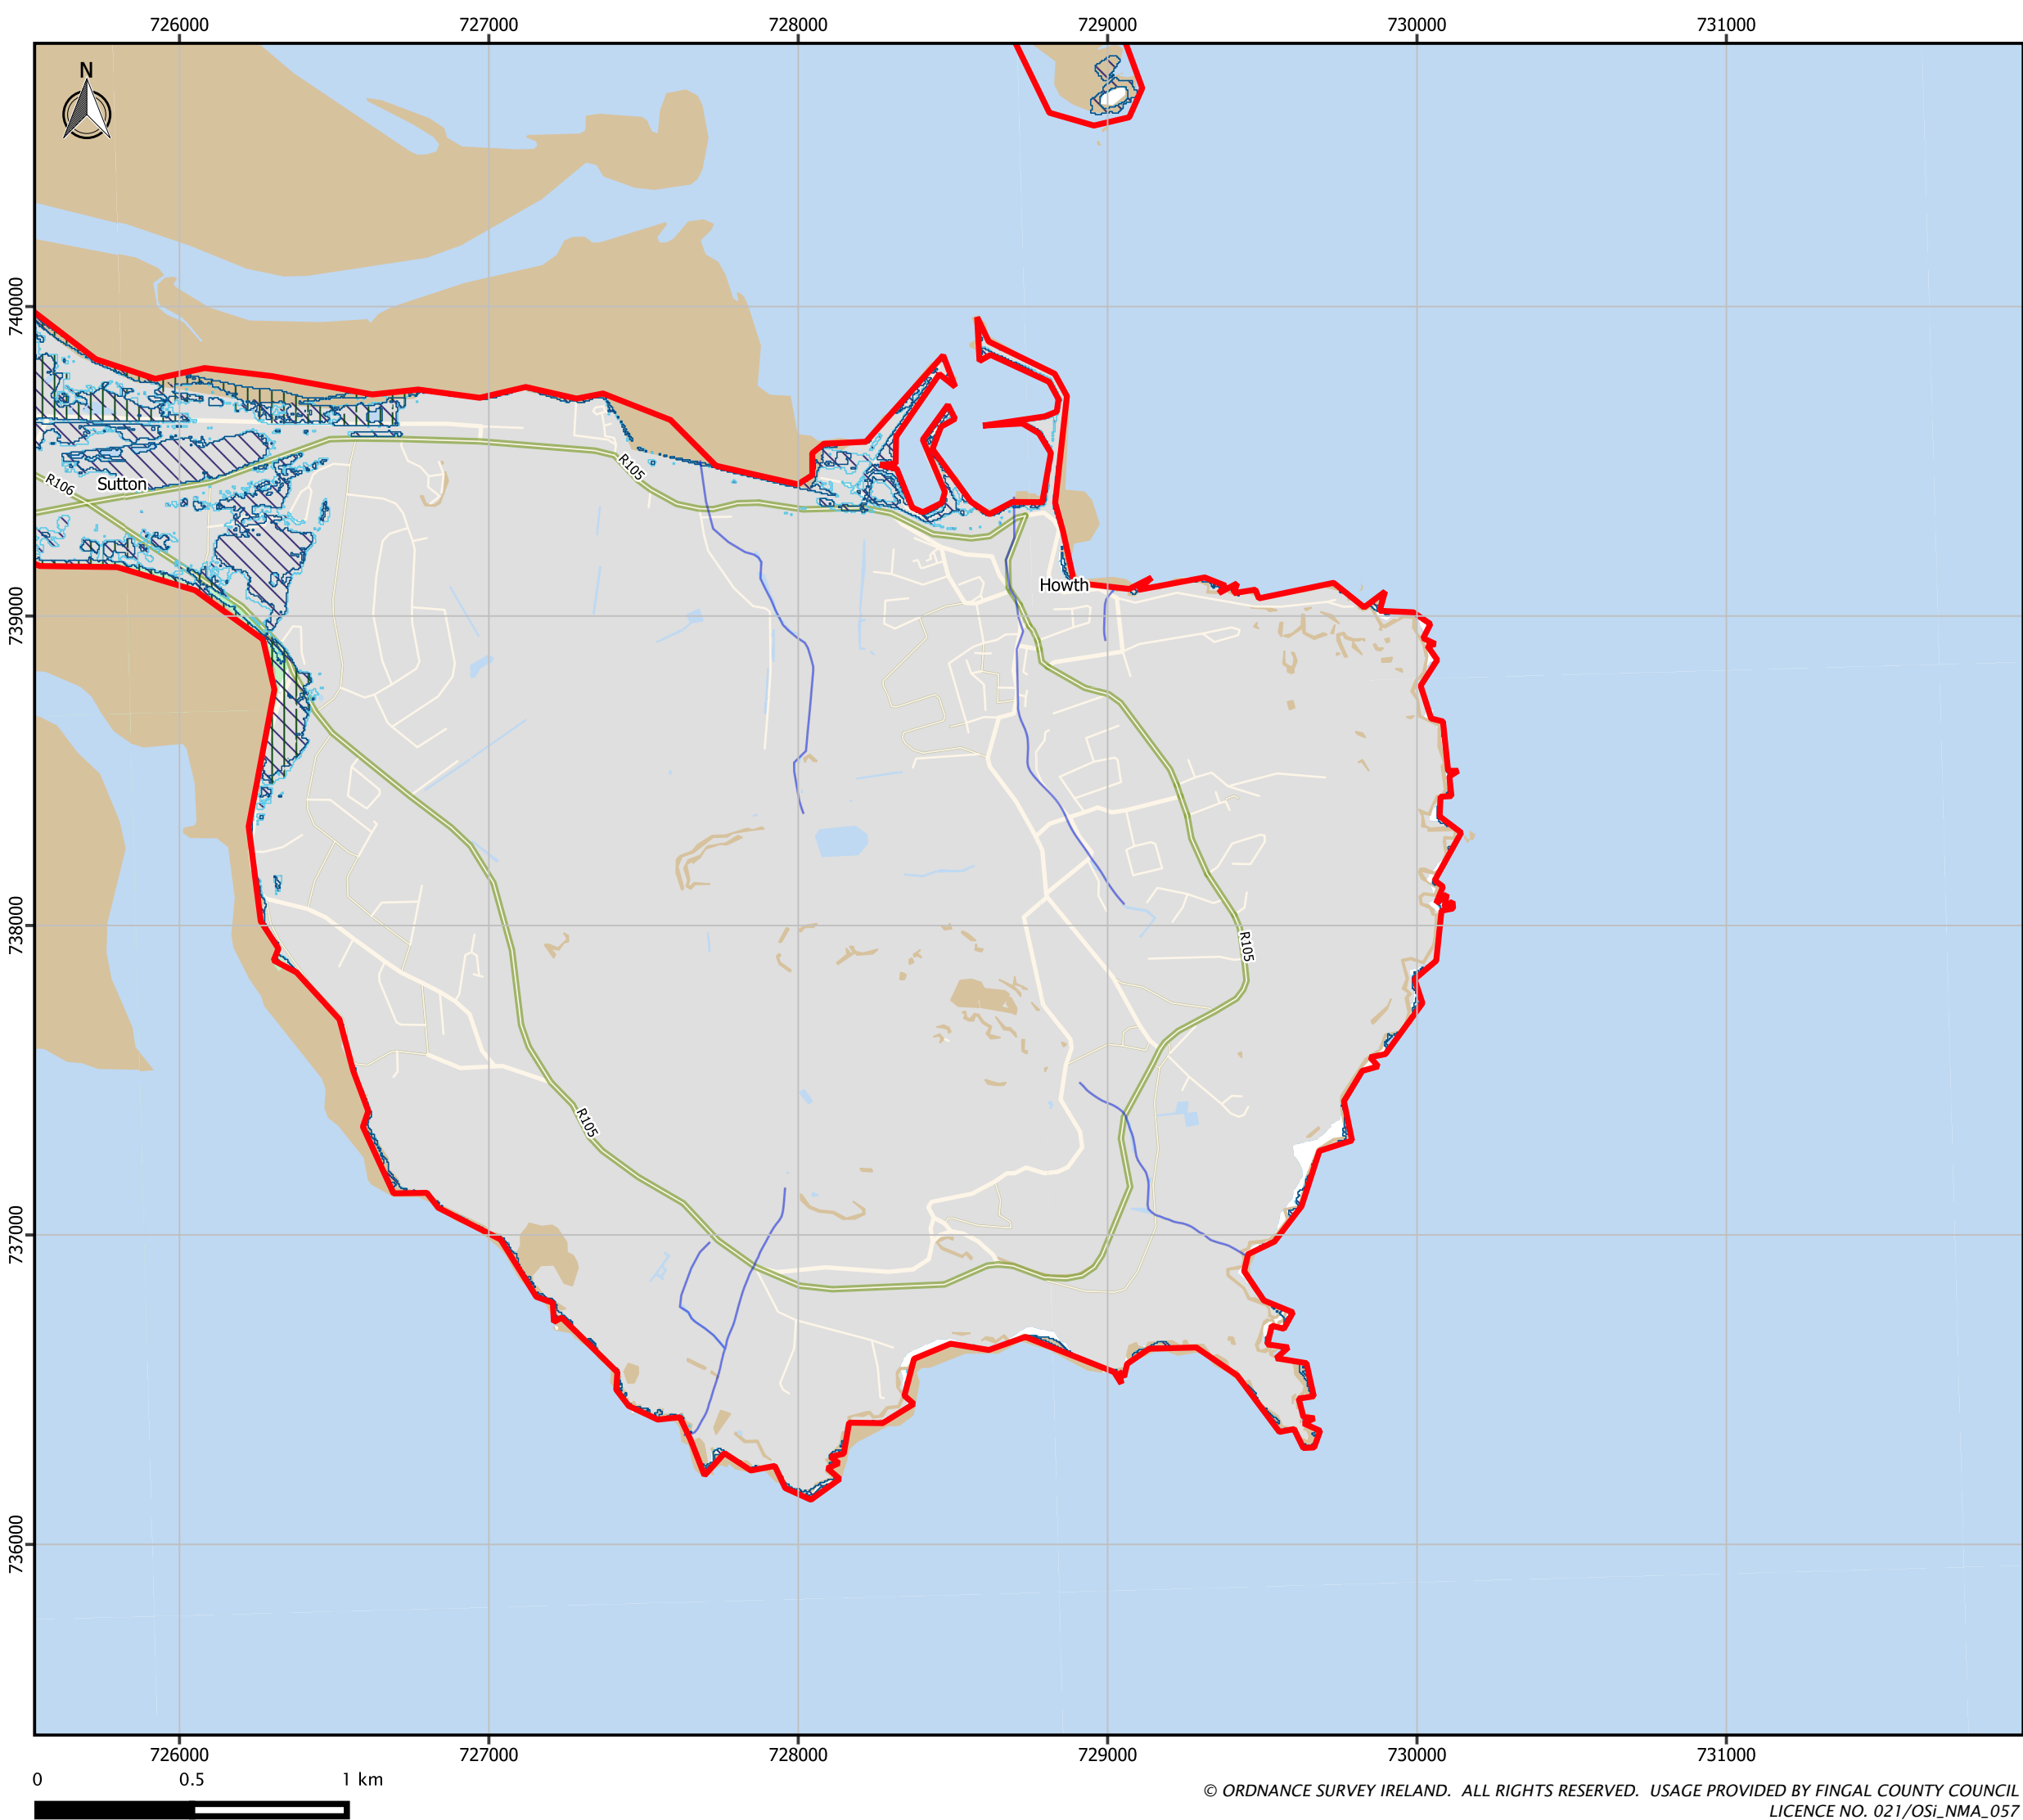 726000 727000 728000 729000 730000 731000
N
740000
R106
Sutton
R105
739000
Howth
738000
R105
R105
737000
736000
726000 727000 728000 729000 730000 731000
0 0.5 1 km
© ORDNANCE SURVEY IRELAND. ALL RIGHTS RESERVED. USAGE PROVIDED BY FINGAL COUNTY COUNCIL
LICENCE NO. 021/OSi_NMA_057